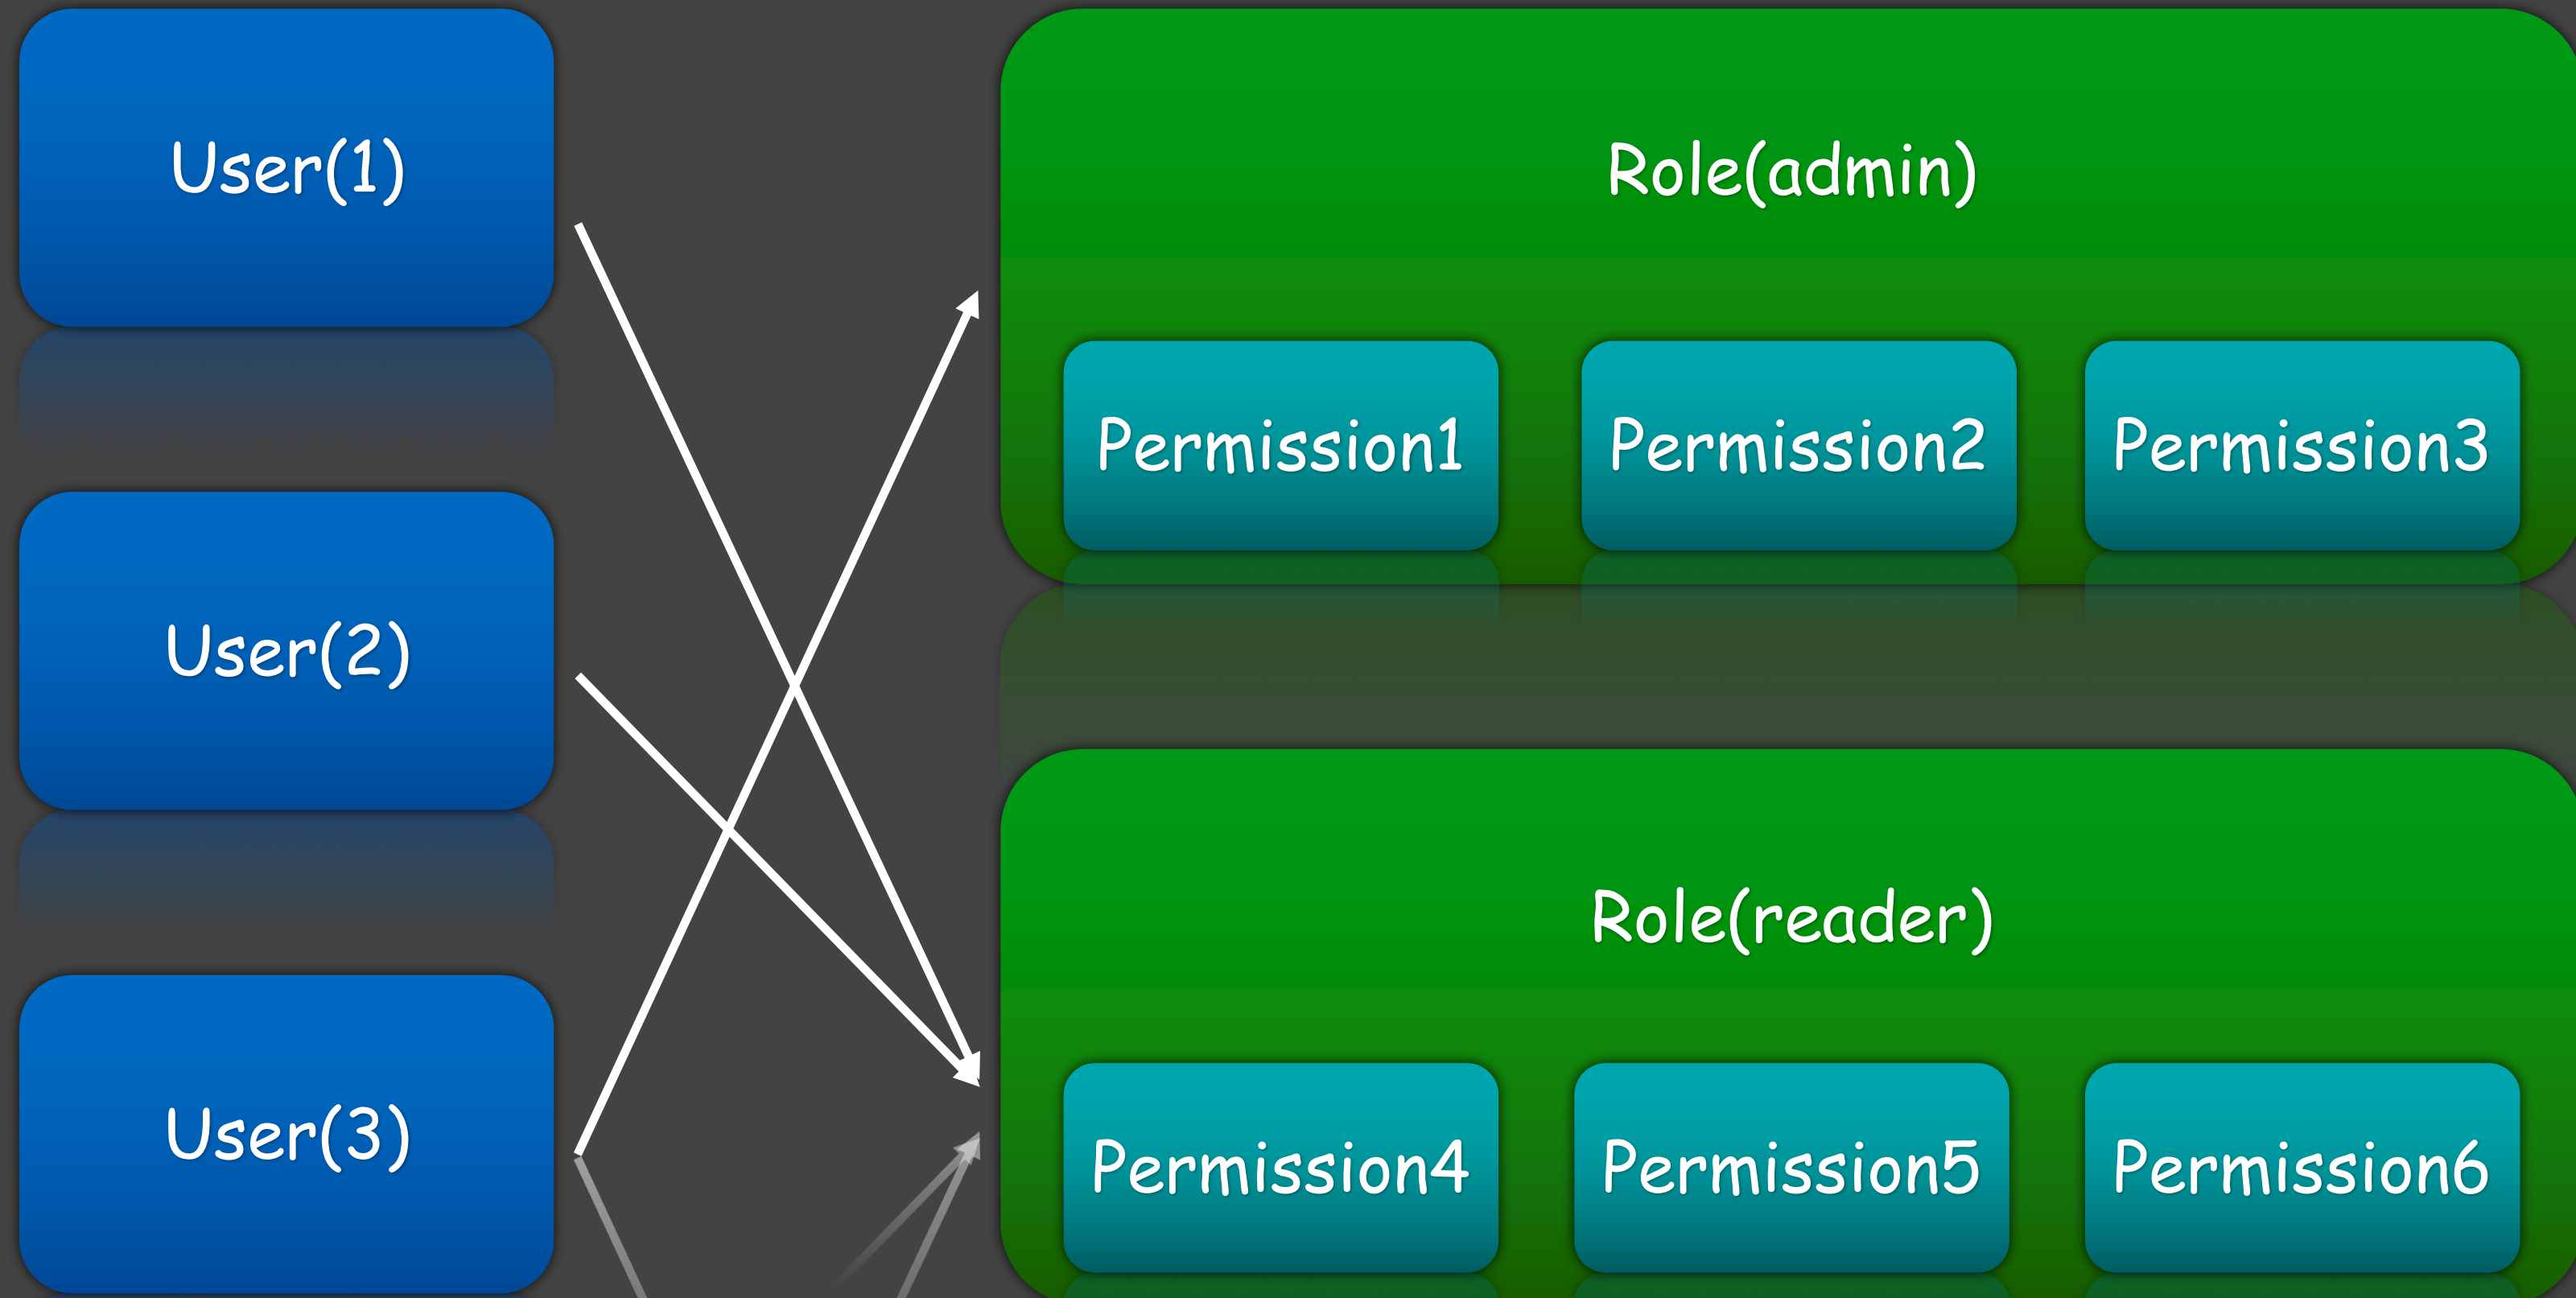 User(1)
Role(admin)
Permission1
Permission2
Permission3
User(2)
Role(reader)
User(3)
Permission4
Permission5
Permission6